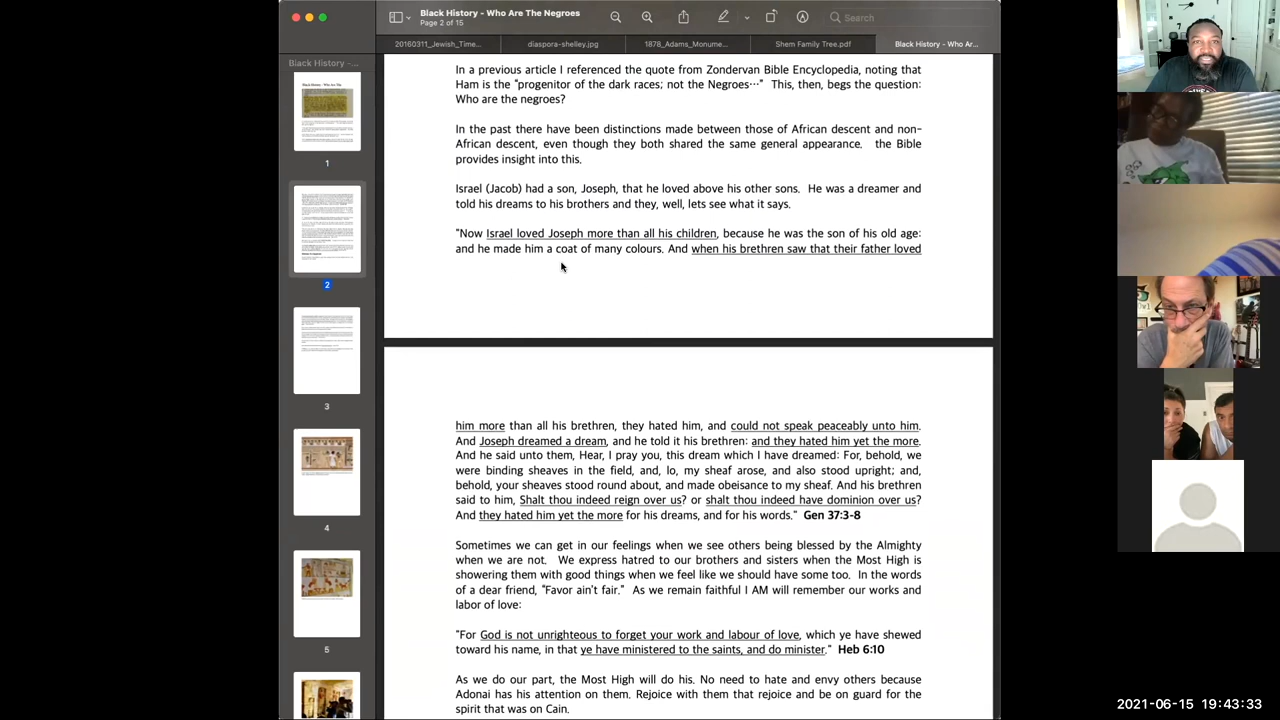 Black History - Who Are The Negroes
Page 2 of 15
Search
20160311_Jewish_Time...
diaspora-shelley.jpg
1878_Adams_Monume...
Shem Family Tree.pdf
Black History - Who Ar...
Black History -...
1
2
3
4
5
In a previous article I referenced the quote from Zondervan Bible Encyclopedia, noting that
Ham is the "progenitor of the dark races; not the Negroes…" This, then, begs the question:
Who are the negroes?
In the past there have been distinctions made between those of African descent and non-
African descent, even though they both shared the same general appearance. the Bible
provides insight into this.
Israel (Jacob) had a son, Joseph, that he loved above his other sons. He was a dreamer and
told his dreams to his brothers and they, well, lets see what it says.
"Now Israel loved Joseph more than all his children, because he was the son of his old age:
and he made him a coat of many colours. And when his brethren saw that their father loved
him more than all his brethren, they hated him, and could not speak peaceably unto him.
And Joseph dreamed a dream, and he told it his brethren: and they hated him yet the more.
And he said unto them, Hear, I pray you, this dream which I have dreamed: For, behold, we
were binding sheaves in the field, and, lo, my sheaf arose, and also stood upright; and,
behold, your sheaves stood round about, and made obeisance to my sheaf. And his brethren
said to him, Shalt thou indeed reign over us? or shalt thou indeed have dominion over us?
And they hated him yet the more for his dreams, and for his words." Gen 37:3-8
Sometimes we can get in our feelings when we see others being blessed by the Almighty
when we are not. We express hatred to our brothers and sisters when the Most High is
showering them with good things when we feel like we should have some too. In the words
of a dear friend, "Favor ain't fair." As we remain faithful I AM will remember our works and
labor of love:
"For God is not unrighteous to forget your work and labour of love, which ye have shewed
toward his name, in that ye have ministered to the saints, and do minister." Heb 6:10
As we do our part, the Most High will do his. No need to hate and envy others because
Adonai has his attention on them. Rejoice with them that rejoice and be on guard for the
spirit that was on Cain.
2021-06-15 19:43:33